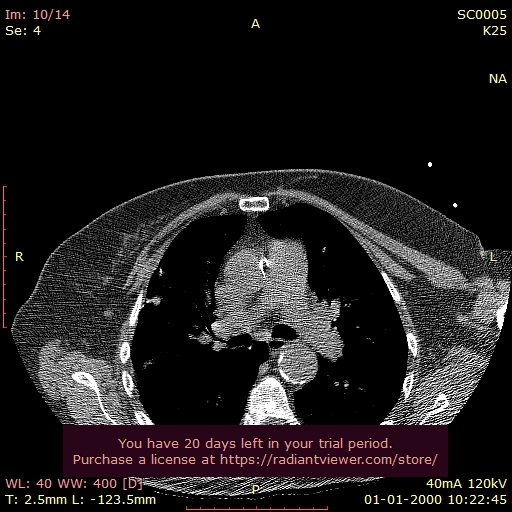 Im: 10/14
Se: 4
A
SC0005
K25
NA
R
L
You have 20 days left in your trial period.
Purchase a license at https://radiantviewer.com/store/
WL: 40 WW: 400 [D]
T: 2.5mm L: -123.5mm
P
40mA 120kV
01-01-2000 10:22:45